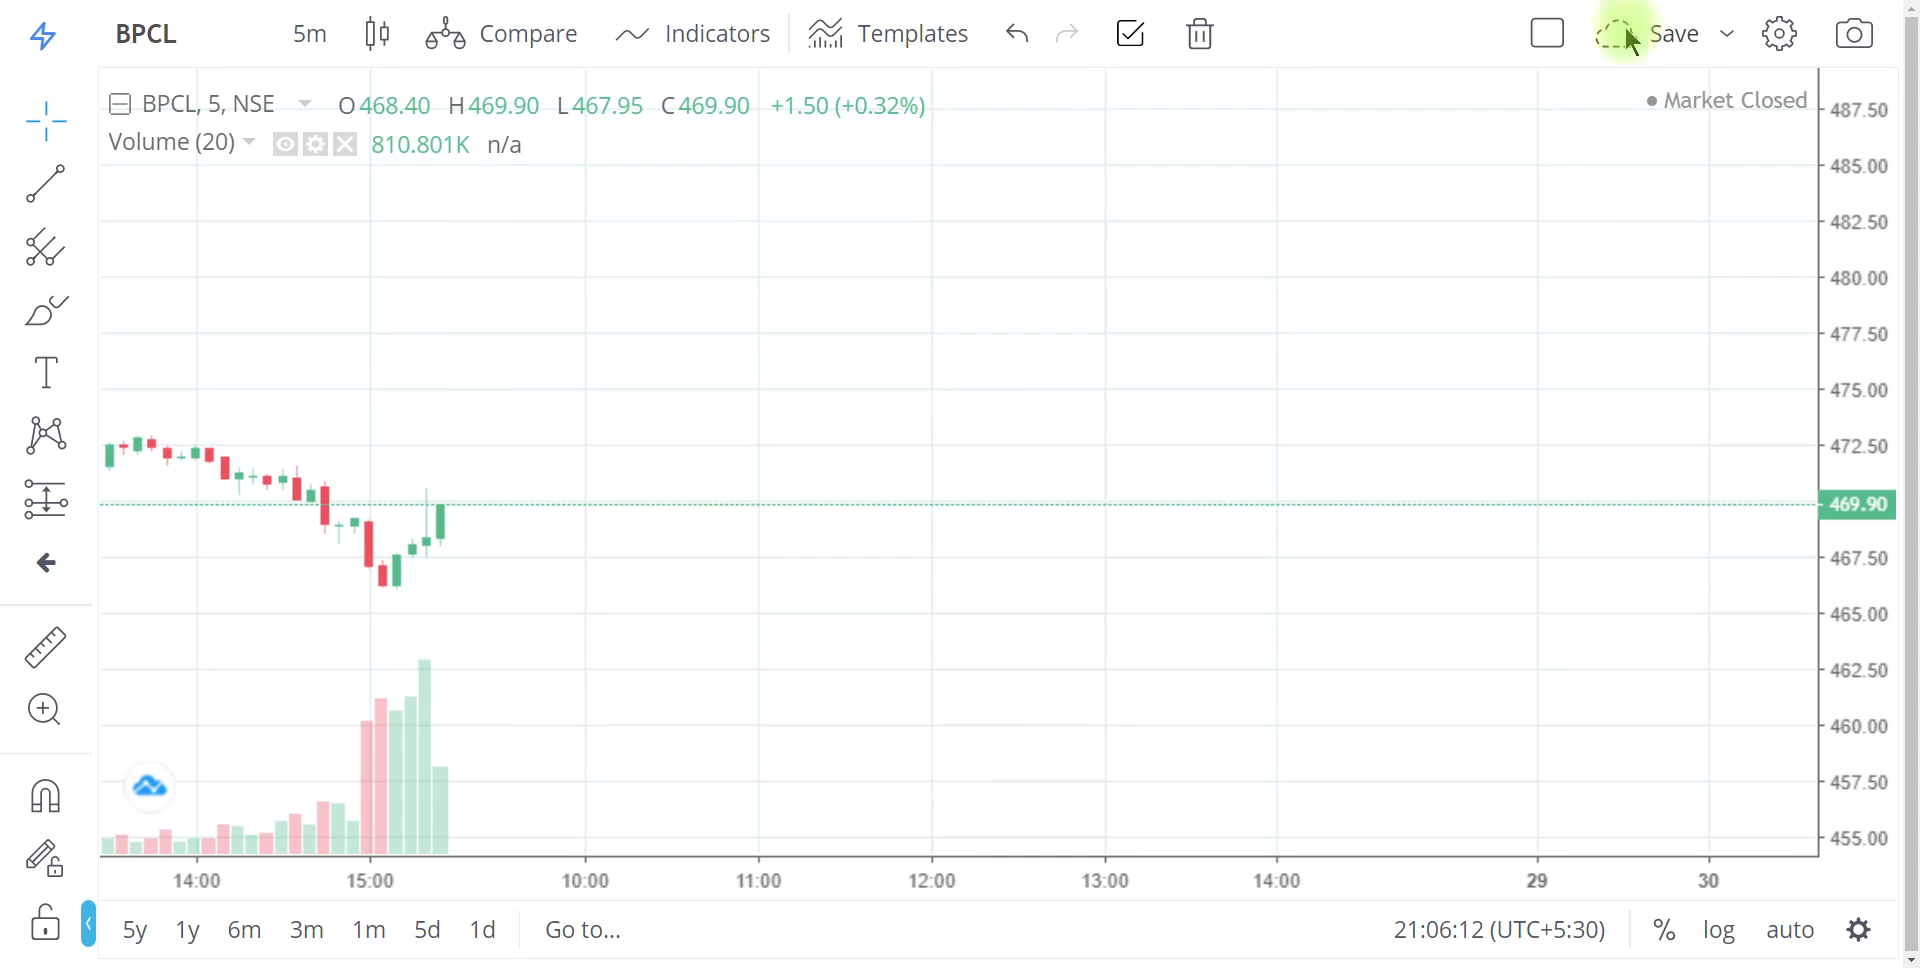 BPCL 5m Compare Indicators Templates Save
BPCL, 5, NSE O468.40 H469.90 L467.95 C469.90 +1.50 (+0.32%)
Market Closed
Volume (20) 810.801K n/a
487.50
485.00
482.50
480.00
477.50
475.00
472.50
469.90
467.50
465.00
462.50
460.00
457.50
455.00
14:00 15:00 10:00 11:00 12:00 13:00 14:00 29 30
5y 1y 6m 3m 1m 5d 1d Go to... 21:06:12 (UTC+5:30) % log auto